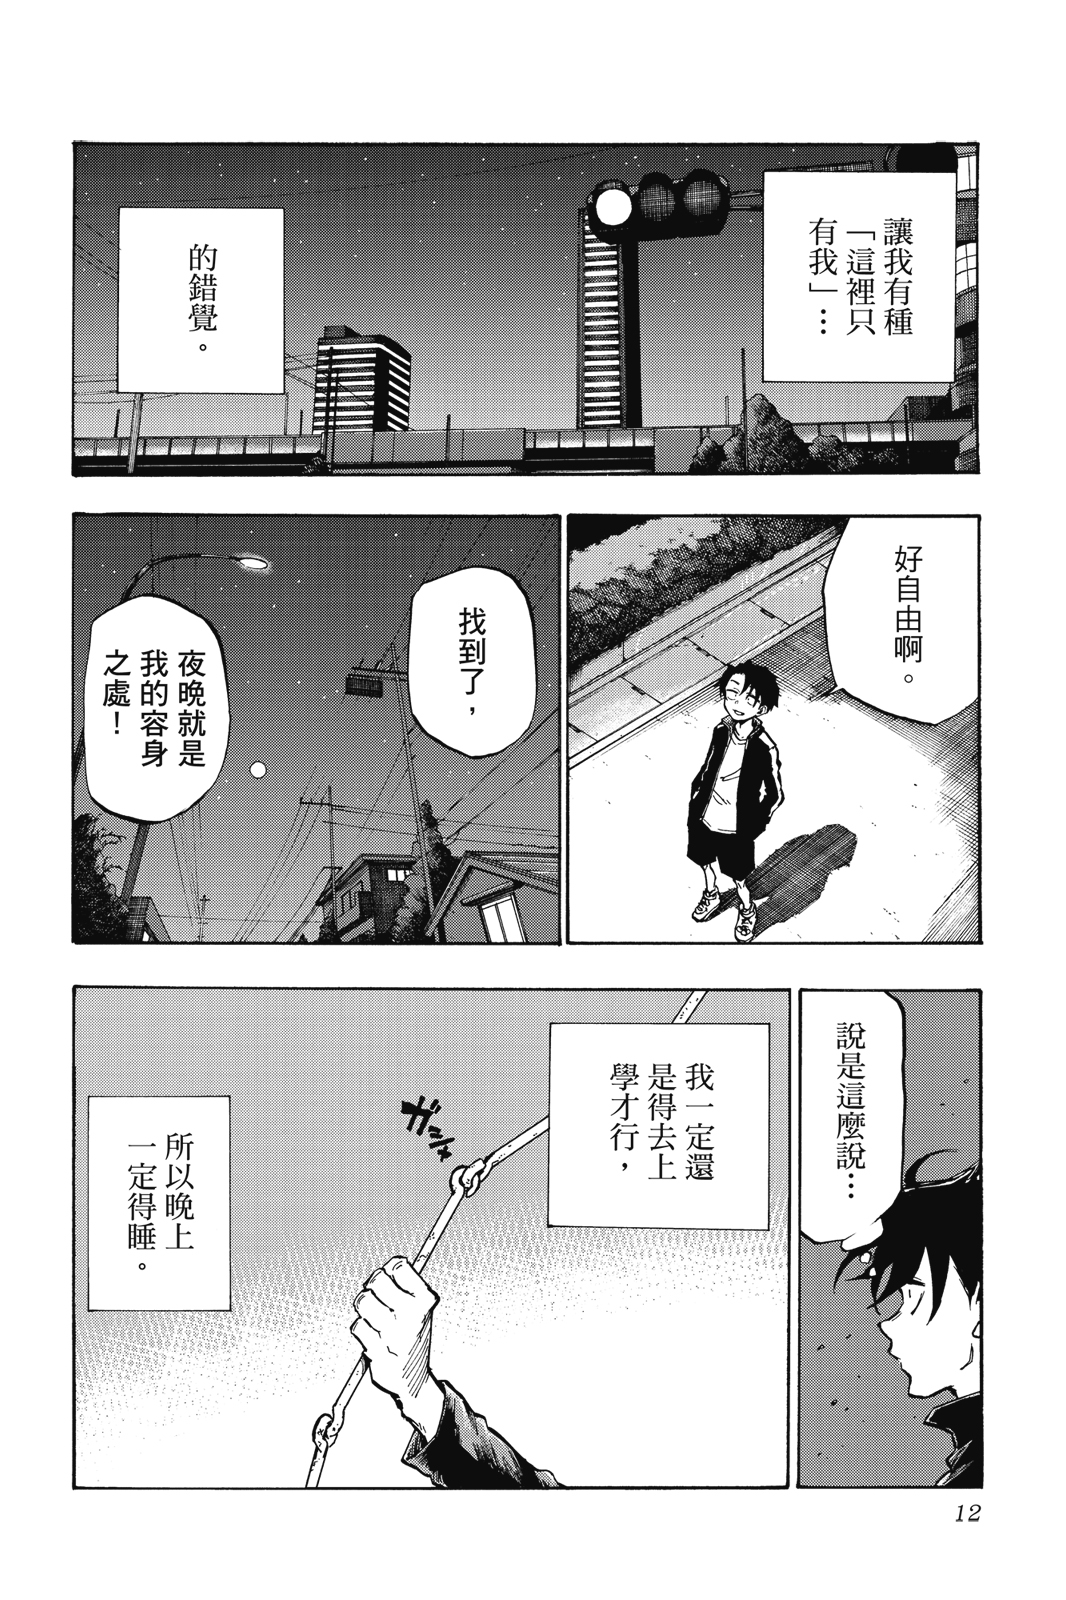 讓我有種
「這裡只
有我」…
的錯覺。
好自由啊。
找到了，
夜晚就是
我的容身
之處！
說是這麼說…
我一定還
是得去上
學才行，
ガシャ
所以晚上
一定得睡。
12